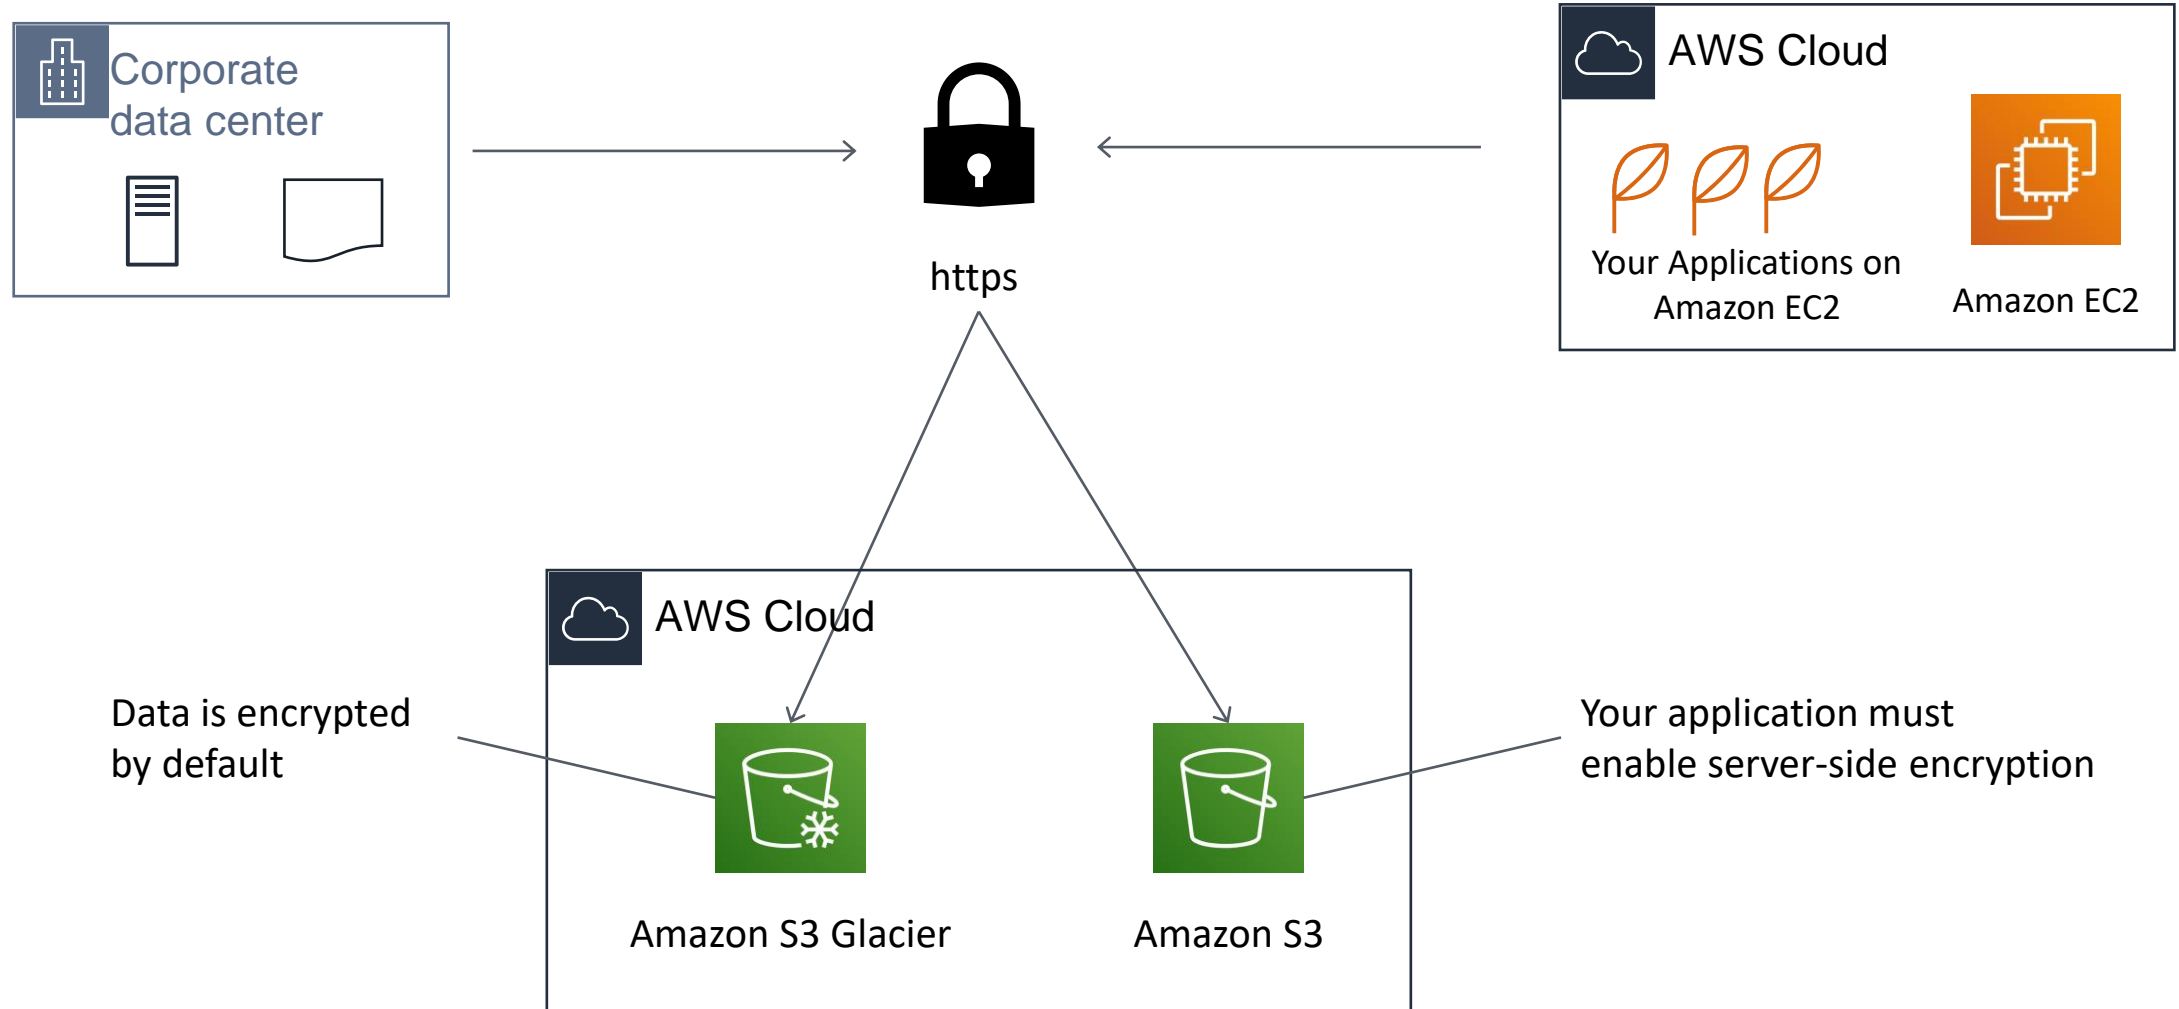 Corporate
data center
https
AWS Cloud
Your Applications on
Amazon EC2
Amazon EC2
AWS Cloud
Data is encrypted
by default
Your application must
enable server-side encryption
Amazon S3 Glacier
Amazon S3